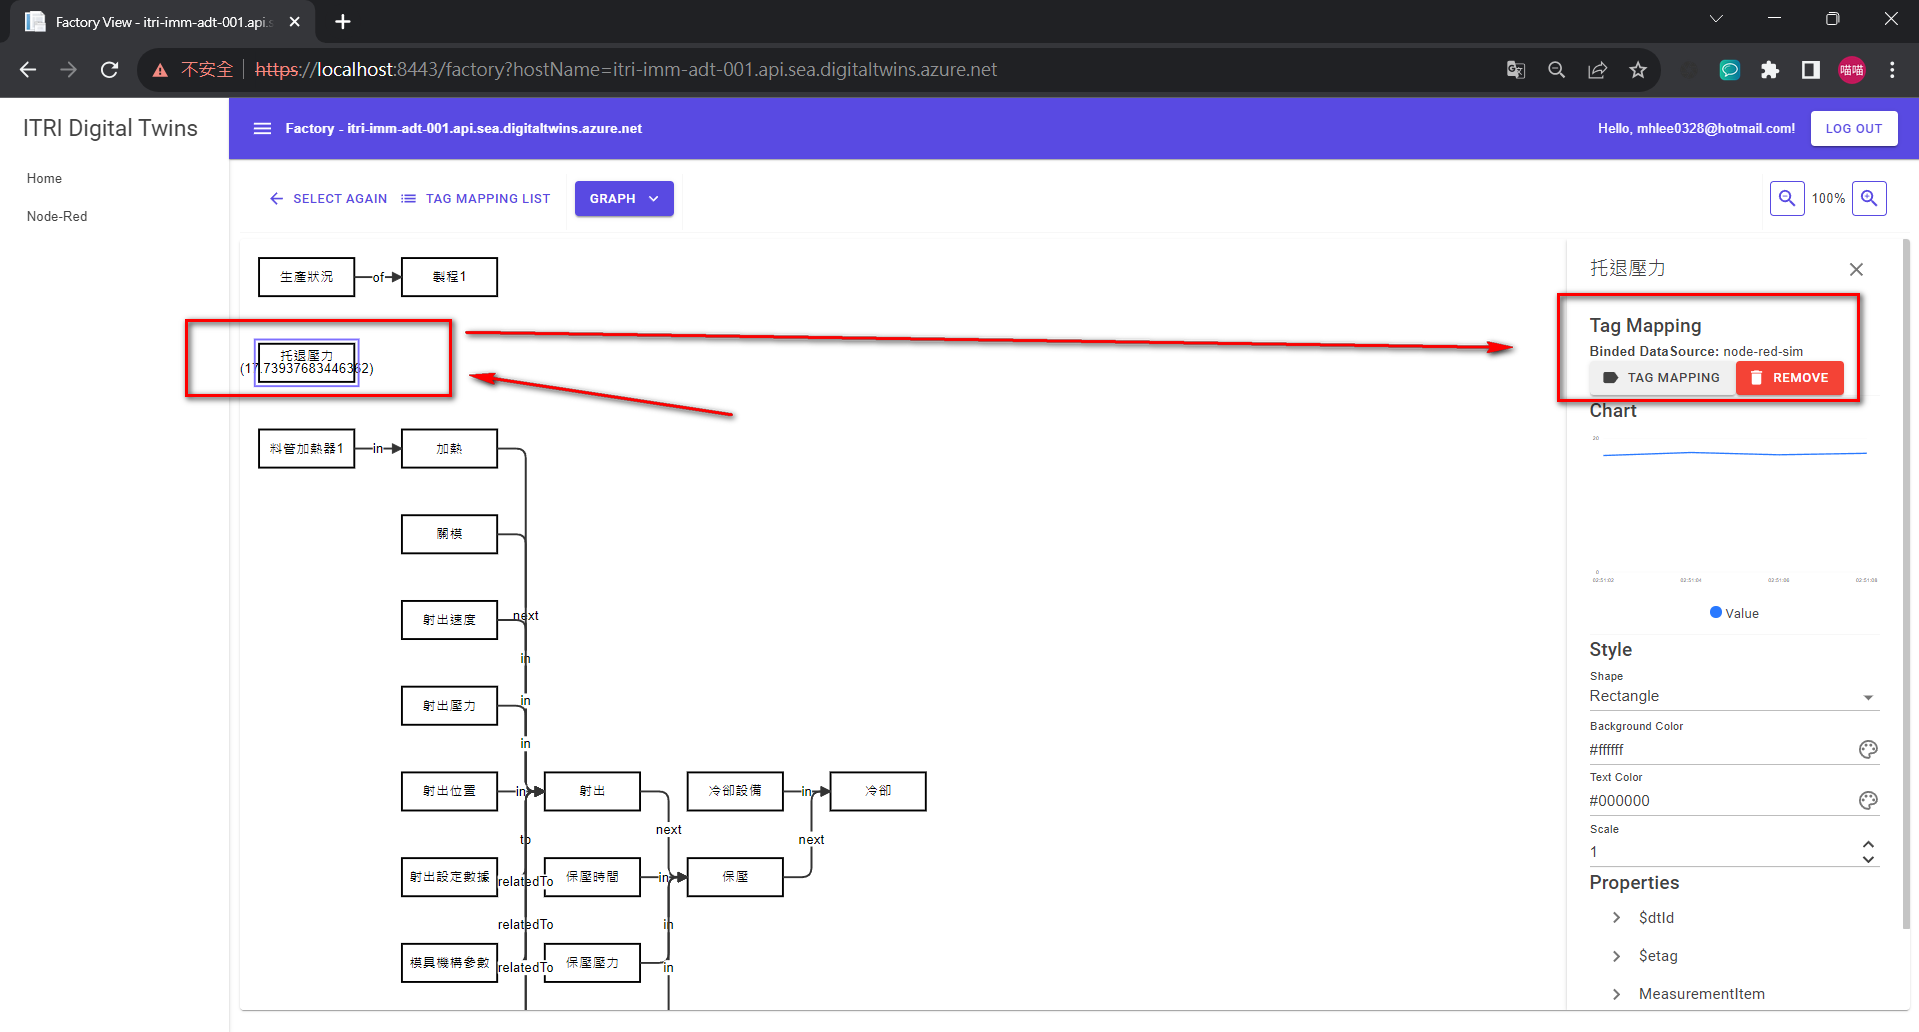 Factory View - itri-imm-adt-001.api.s
不安全
https://localhost:8443/factory?hostName=itri-imm-adt-001.api.sea.digitaltwins.azure.net
喵喵
ITRI Digital Twins
Home
Node-Red
Factory - itri-imm-adt-001.api.sea.digitaltwins.azure.net
Hello, mhlee0328@hotmail.com!
LOG OUT
SELECT AGAIN
TAG MAPPING LIST
GRAPH
100%
生產狀況
of
製程1
托退壓力
(17.73937683446362)
料管加熱器1
in
加熱
關模
射出速度
next
in
in
射出壓力
in
射出位置
in
射出
冷卻設備
in
冷卻
next
to
next
射出設定數據
relatedTo
保壓時間
in
保壓
relatedTo
in
模具機構參數
relatedTo
保壓壓力
in
托退壓力
Tag Mapping
Binded DataSource: node-red-sim
TAG MAPPING
REMOVE
Chart
20
0
02:51:02
02:51:04
02:51:06
02:51:08
Value
Style
Shape
Rectangle
Background Color
#ffffff
Text Color
#000000
Scale
1
Properties
$dtId
$etag
MeasurementItem